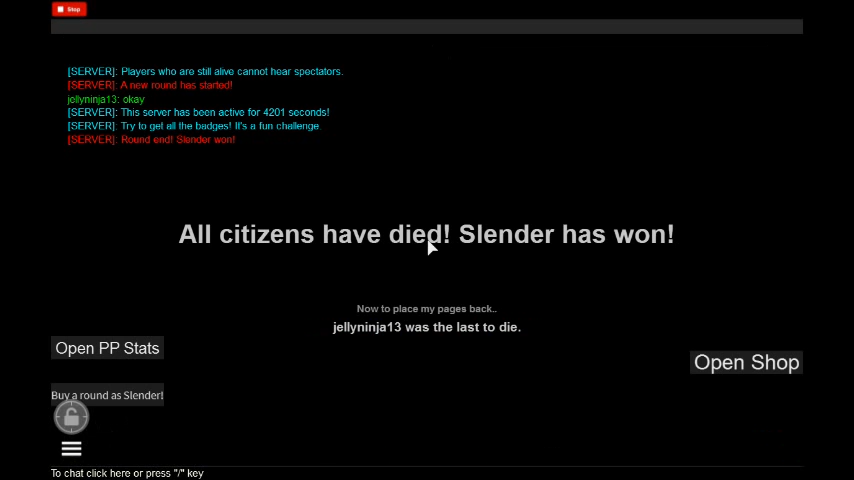 Stop
[SERVER]: Players who are still alive cannot hear spectators.
[SERVER]: A new round has started!
jellyninja13: okay
[SERVER]: This server has been active for 4201 seconds!
[SERVER]: Try to get all the badges! It's a fun challenge.
[SERVER]: Round end! Slender won!
All citizens have died! Slender has won!
Now to place my pages back..
jellyninja13 was the last to die.
Open PP Stats
Open Shop
Buy a round as Slender!
To chat click here or press "/" key